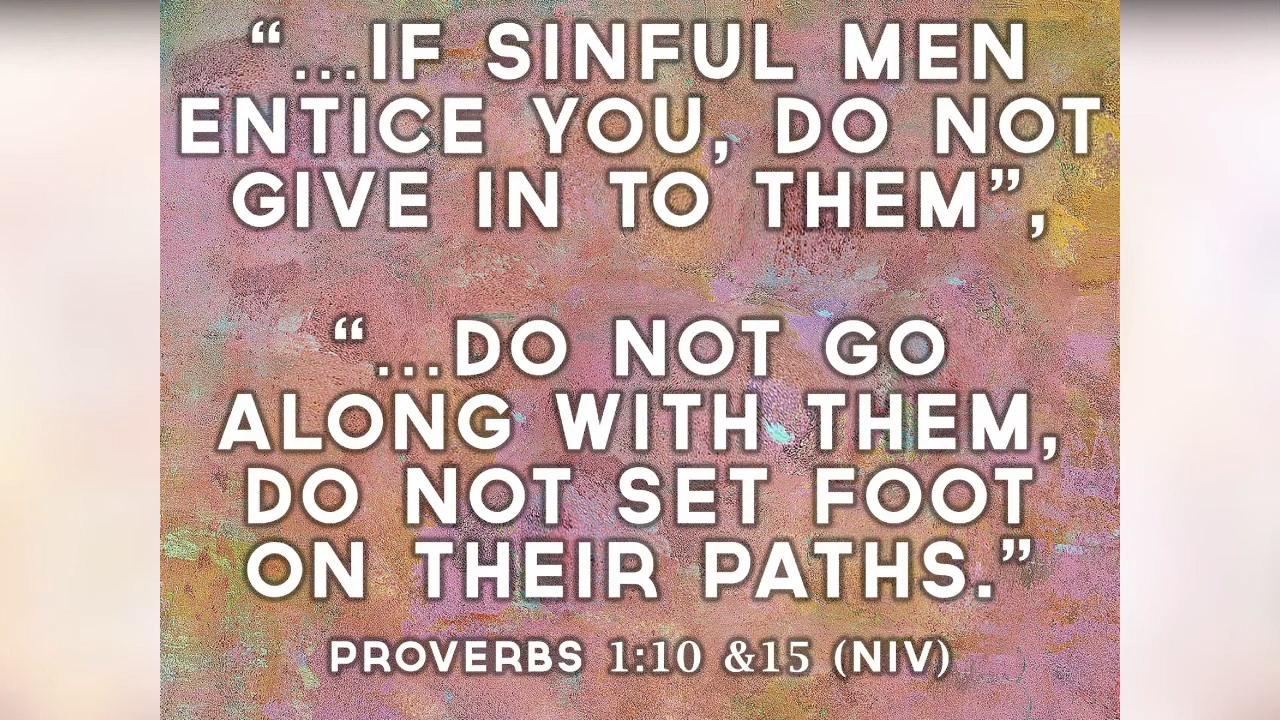 “...IF SINFUL MEN
ENTICE YOU, DO NOT
GIVE IN TO THEM”,
“...DO NOT GO
ALONG WITH THEM,
DO NOT SET FOOT
ON THEIR PATHS.”
PROVERBS 1:10 &15 (NIV)